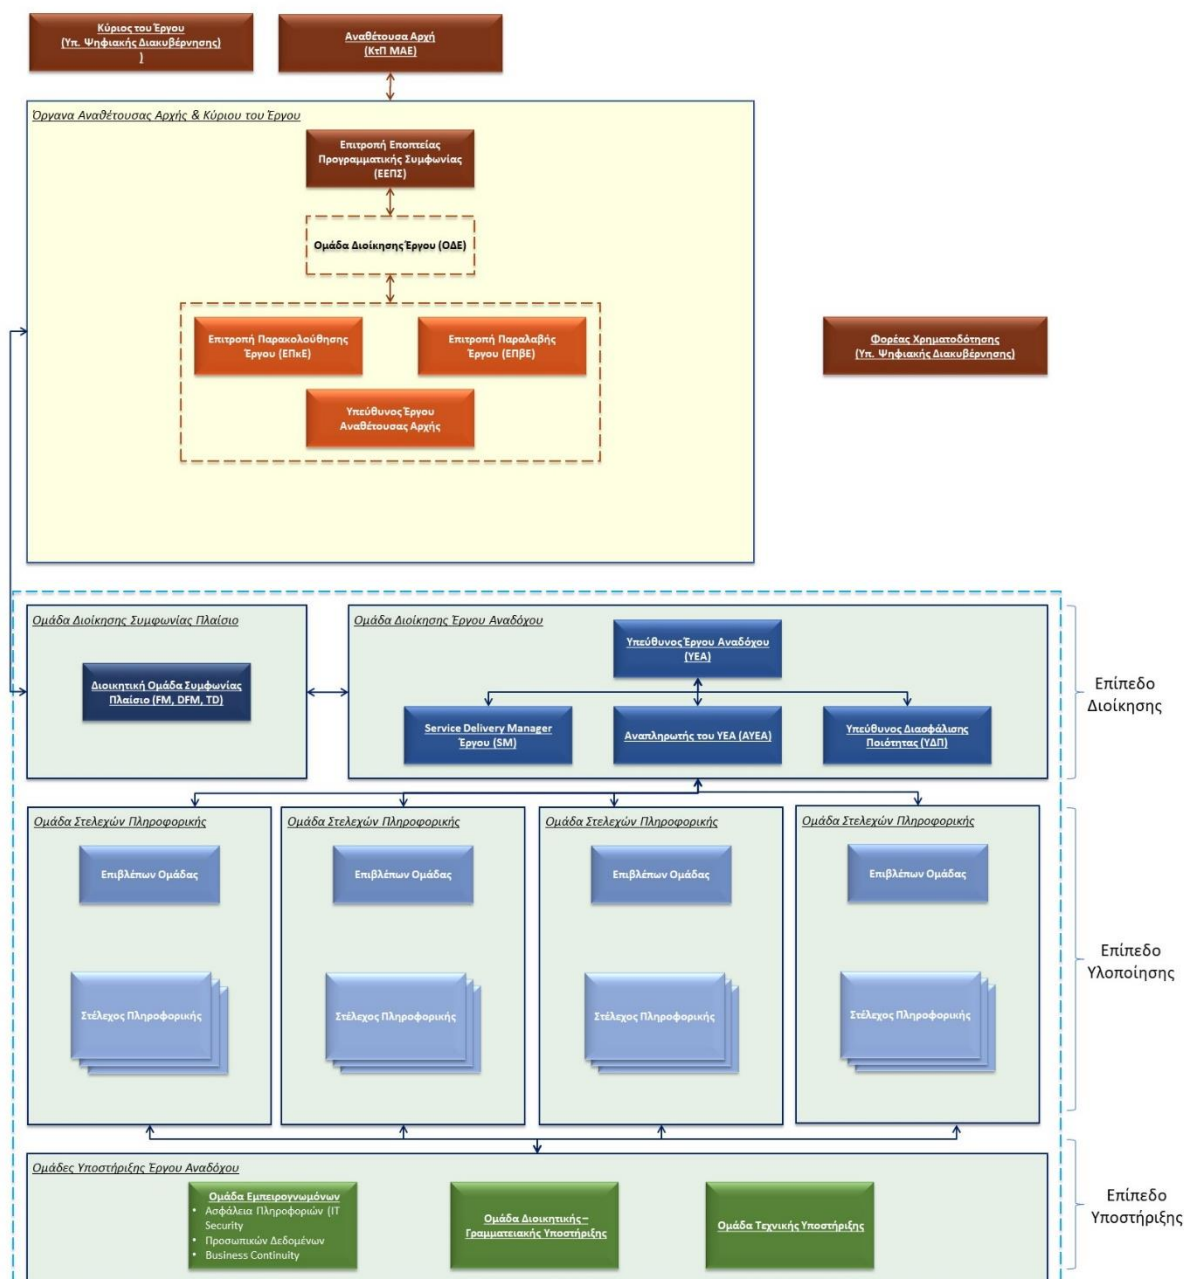 Κύριος του Έργου
(Υπ. Ψηφιακής Διακυβέρνησης)
)
Αναθέτουσα Αρχή
(ΚτΠ ΜΑΕ)
Όργανα Αναθέτουσας Αρχής & Κύριου του Έργου
Επιτροπή Εποπτείας
Προγραμματικής Συμφωνίας
(ΕΕΠΣ)
Ομάδα Διοίκησης Έργου (ΟΔΕ)
Επιτροπή Παρακολούθησης
Έργου (ΕΠκΕ)
Επιτροπή Παραλαβής
Έργου (ΕΠβΕ)
Υπεύθυνος Έργου
Αναθέτουσας Αρχής
Φορέας Χρηματοδότησης
(Υπ. Ψηφιακής Διακυβέρνησης)
Ομάδα Διοίκησης Συμφωνίας Πλαίσιο
Διοικητική Ομάδα Συμφωνίας
Πλαίσιο (FM, DFM, TD)
Ομάδα Διοίκησης Έργου Αναδόχου
Υπεύθυνος Έργου Αναδόχου
(ΥΕΑ)
Service Delivery Manager
Έργου (SM)
Αναπληρωτής του ΥΕΑ (ΑΥΕΑ)
Υπεύθυνος Διασφάλισης
Ποιότητας (ΥΔΠ)
Επίπεδο
Διοίκησης
Ομάδα Στελεχών Πληροφορικής
Επιβλέπων Ομάδας
Στέλεχος Πληροφορικής
Ομάδα Στελεχών Πληροφορικής
Επιβλέπων Ομάδας
Στέλεχος Πληροφορικής
Ομάδα Στελεχών Πληροφορικής
Επιβλέπων Ομάδας
Στέλεχος Πληροφορικής
Ομάδα Στελεχών Πληροφορικής
Επιβλέπων Ομάδας
Στέλεχος Πληροφορικής
Επίπεδο
Υλοποίησης
Ομάδες Υποστήριξης Έργου Αναδόχου
Ομάδα Εμπειρογνωμόνων
• Ασφάλεια Πληροφοριών (IT
Security
• Προσωπικών Δεδομένων
• Business Continuity
Ομάδα Διοικητικής–
Γραμματειακής Υποστήριξης
Ομάδα Τεχνικής Υποστήριξης
Επίπεδο
Υποστήριξης